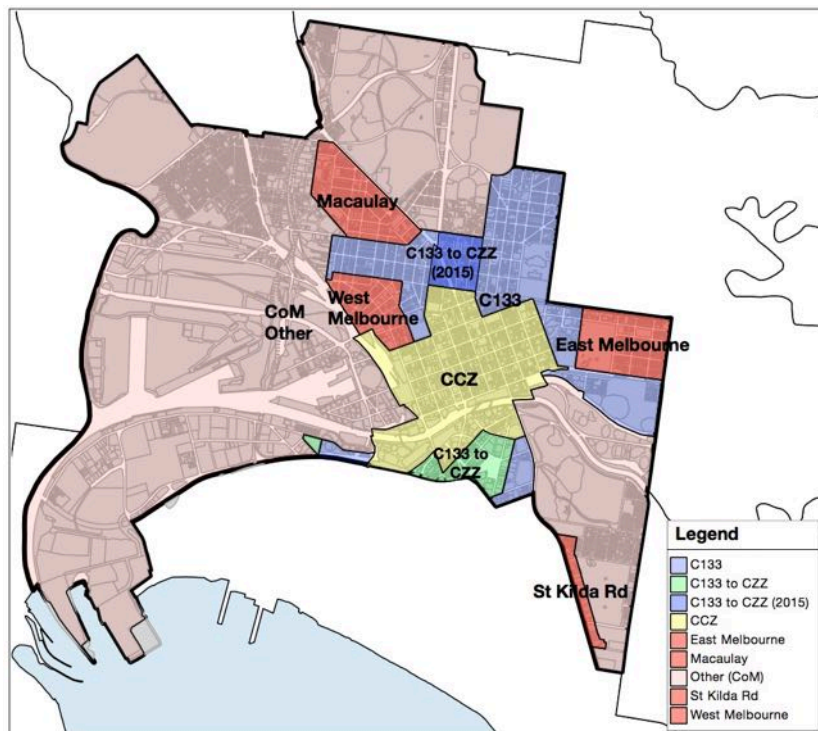 Macaulay
C133 to CZZ
(2015)
C133
West
Melbourne
CoM
Other
East Melbourne
CCZ
C133 to
CZZ
St Kilda Rd
Legend
C133
C133 to CZZ
C133 to CZZ (2015)
CCZ
East Melbourne
Macaulay
Other (CoM)
St Kilda Rd
West Melbourne